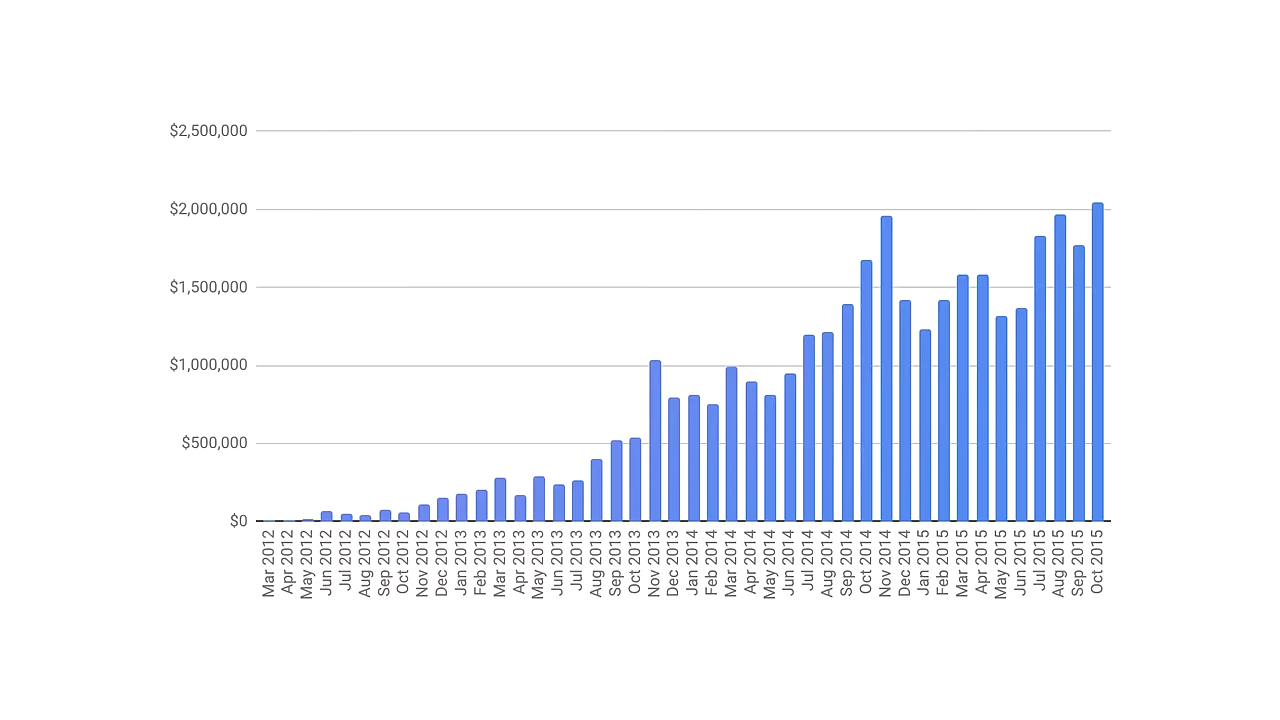 $2,500,000
$2,000,000
$1,500,000
$1,000,000
$500,000
$0
Mar 2012
Apr 2012
May 2012
Jun 2012
Jul 2012
Aug 2012
Sep 2012
Oct 2012
Nov 2012
Dec 2012
Jan 2013
Feb 2013
Mar 2013
Apr 2013
May 2013
Jun 2013
Jul 2013
Aug 2013
Sep 2013
Oct 2013
Nov 2013
Dec 2013
Jan 2014
Feb 2014
Mar 2014
Apr 2014
May 2014
Jun 2014
Jul 2014
Aug 2014
Sep 2014
Oct 2014
Nov 2014
Dec 2014
Jan 2015
Feb 2015
Mar 2015
Apr 2015
May 2015
Jun 2015
Jul 2015
Aug 2015
Sep 2015
Oct 2015